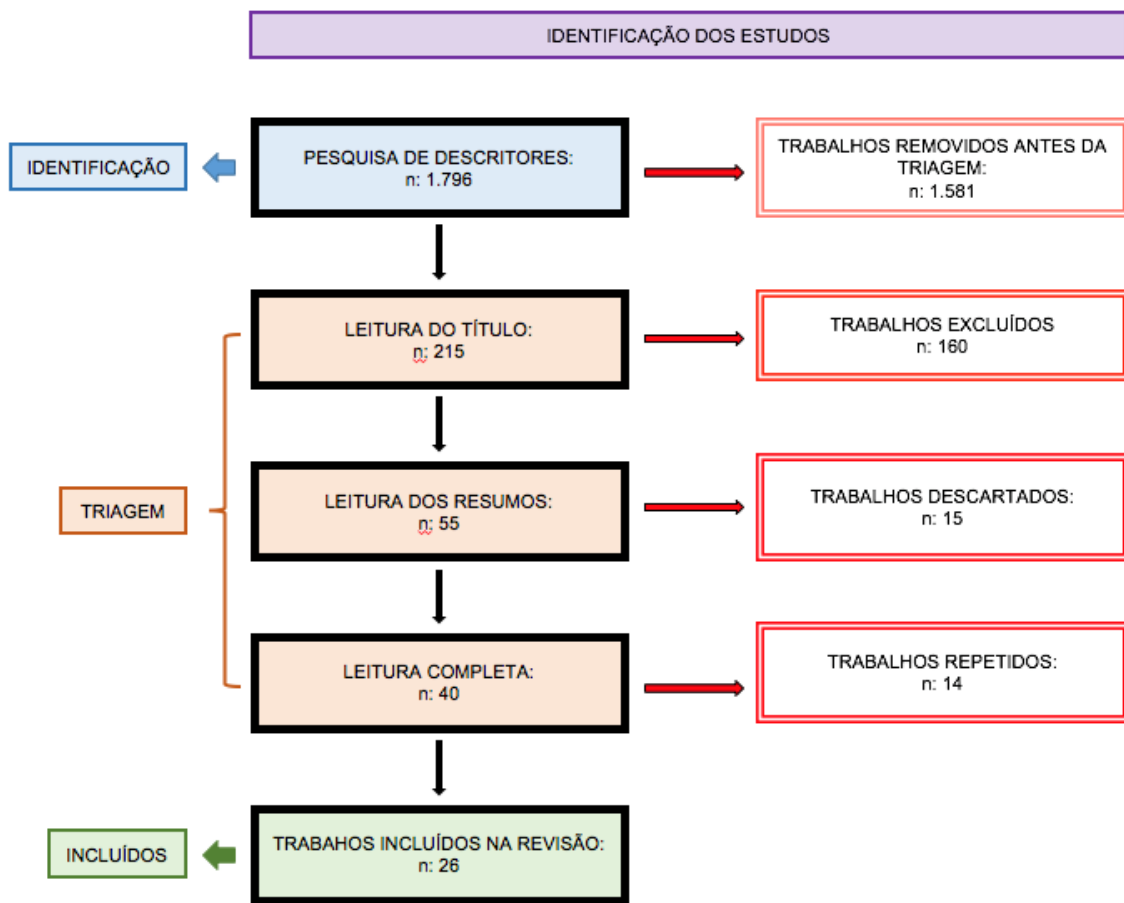 IDENTIFICAÇÃO DOS ESTUDOS
IDENTIFICAÇÃO
PESQUISA DE DESCRITORES:
n: 1.796
TRABALHOS REMOVIDOS ANTES DA
TRIAGEM:
n: 1.581
LEITURA DO TÍTULO:
n: 215
TRABALHOS EXCLUÍDOS
n: 160
TRIAGEM
LEITURA DOS RESUMOS:
n: 55
TRABALHOS DESCARTADOS:
n: 15
LEITURA COMPLETA:
n: 40
TRABALHOS REPETIDOS:
n: 14
INCLUÍDOS
TRABAHOS INCLUÍDOS NA REVISÃO:
n: 26